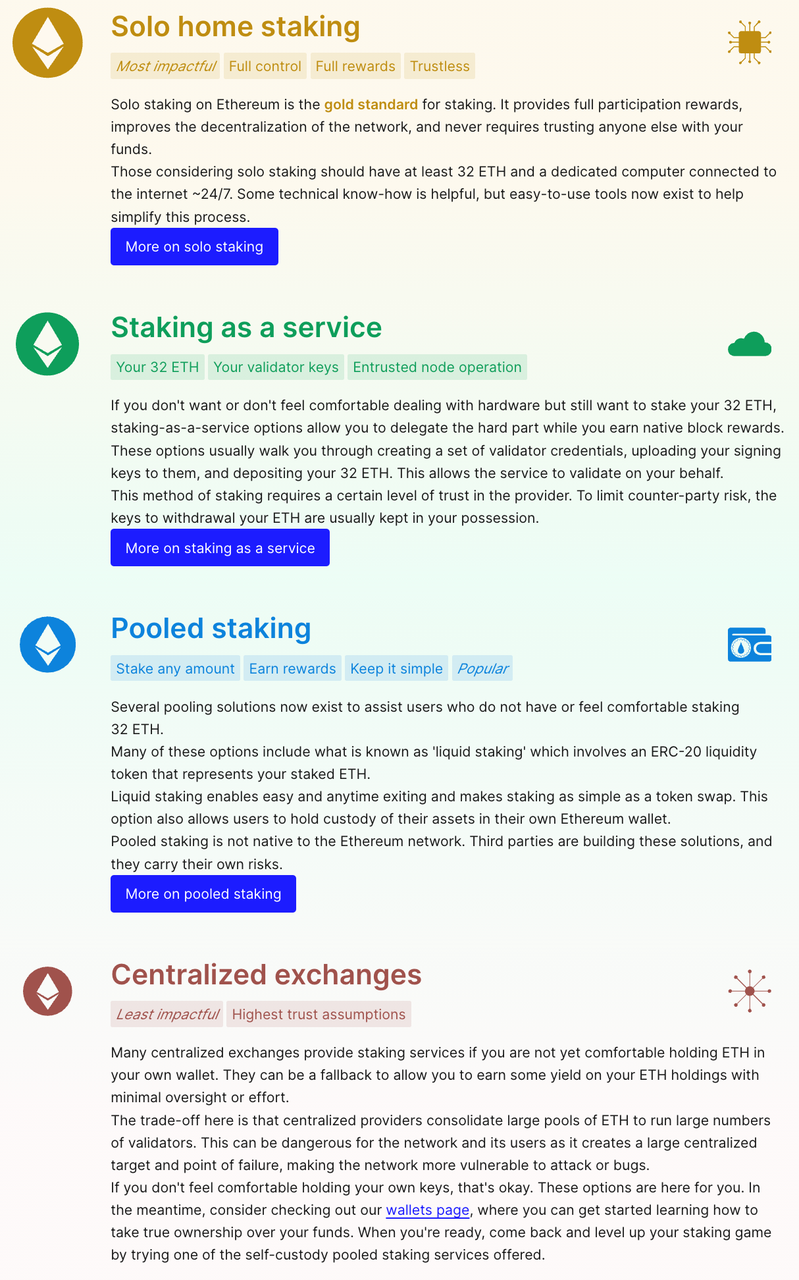 Solo home staking
Most impactful Full control Full rewards Trustless
Solo staking on Ethereum is the gold standard for staking. It provides full participation rewards,
improves the decentralization of the network, and never requires trusting anyone else with your
funds.
Those considering solo staking should have at least 32 ETH and a dedicated computer connected to
the internet ~24/7. Some technical know-how is helpful, but easy-to-use tools now exist to help
simplify this process.
More on solo staking
Staking as a service
Your 32 ETH Your validator keys Entrusted node operation
If you don't want or don't feel comfortable dealing with hardware but still want to stake your 32 ETH,
staking-as-a-service options allow you to delegate the hard part while you earn native block rewards.
These options usually walk you through creating a set of validator credentials, uploading your signing
keys to them, and depositing your 32 ETH. This allows the service to validate on your behalf.
This method of staking requires a certain level of trust in the provider. To limit counter-party risk, the
keys to withdrawal your ETH are usually kept in your possession.
More on staking as a service
Pooled staking
Stake any amount Earn rewards Keep it simple Popular
Several pooling solutions now exist to assist users who do not have or feel comfortable staking
32 ETH.
Many of these options include what is known as 'liquid staking' which involves an ERC-20 liquidity
token that represents your staked ETH.
Liquid staking enables easy and anytime exiting and makes staking as simple as a token swap. This
option also allows users to hold custody of their assets in their own Ethereum wallet.
Pooled staking is not native to the Ethereum network. Third parties are building these solutions, and
they carry their own risks.
More on pooled staking
Centralized exchanges
Least impactful Highest trust assumptions
Many centralized exchanges provide staking services if you are not yet comfortable holding ETH in
your own wallet. They can be a fallback to allow you to earn some yield on your ETH holdings with
minimal oversight or effort.
The trade-off here is that centralized providers consolidate large pools of ETH to run large numbers
of validators. This can be dangerous for the network and its users as it creates a large centralized
target and point of failure, making the network more vulnerable to attack or bugs.
If you don't feel comfortable holding your own keys, that's okay. These options are here for you. In
the meantime, consider checking out our wallets page, where you can get started learning how to
take true ownership over your funds. When you're ready, come back and level up your staking game
by trying one of the self-custody pooled staking services offered.